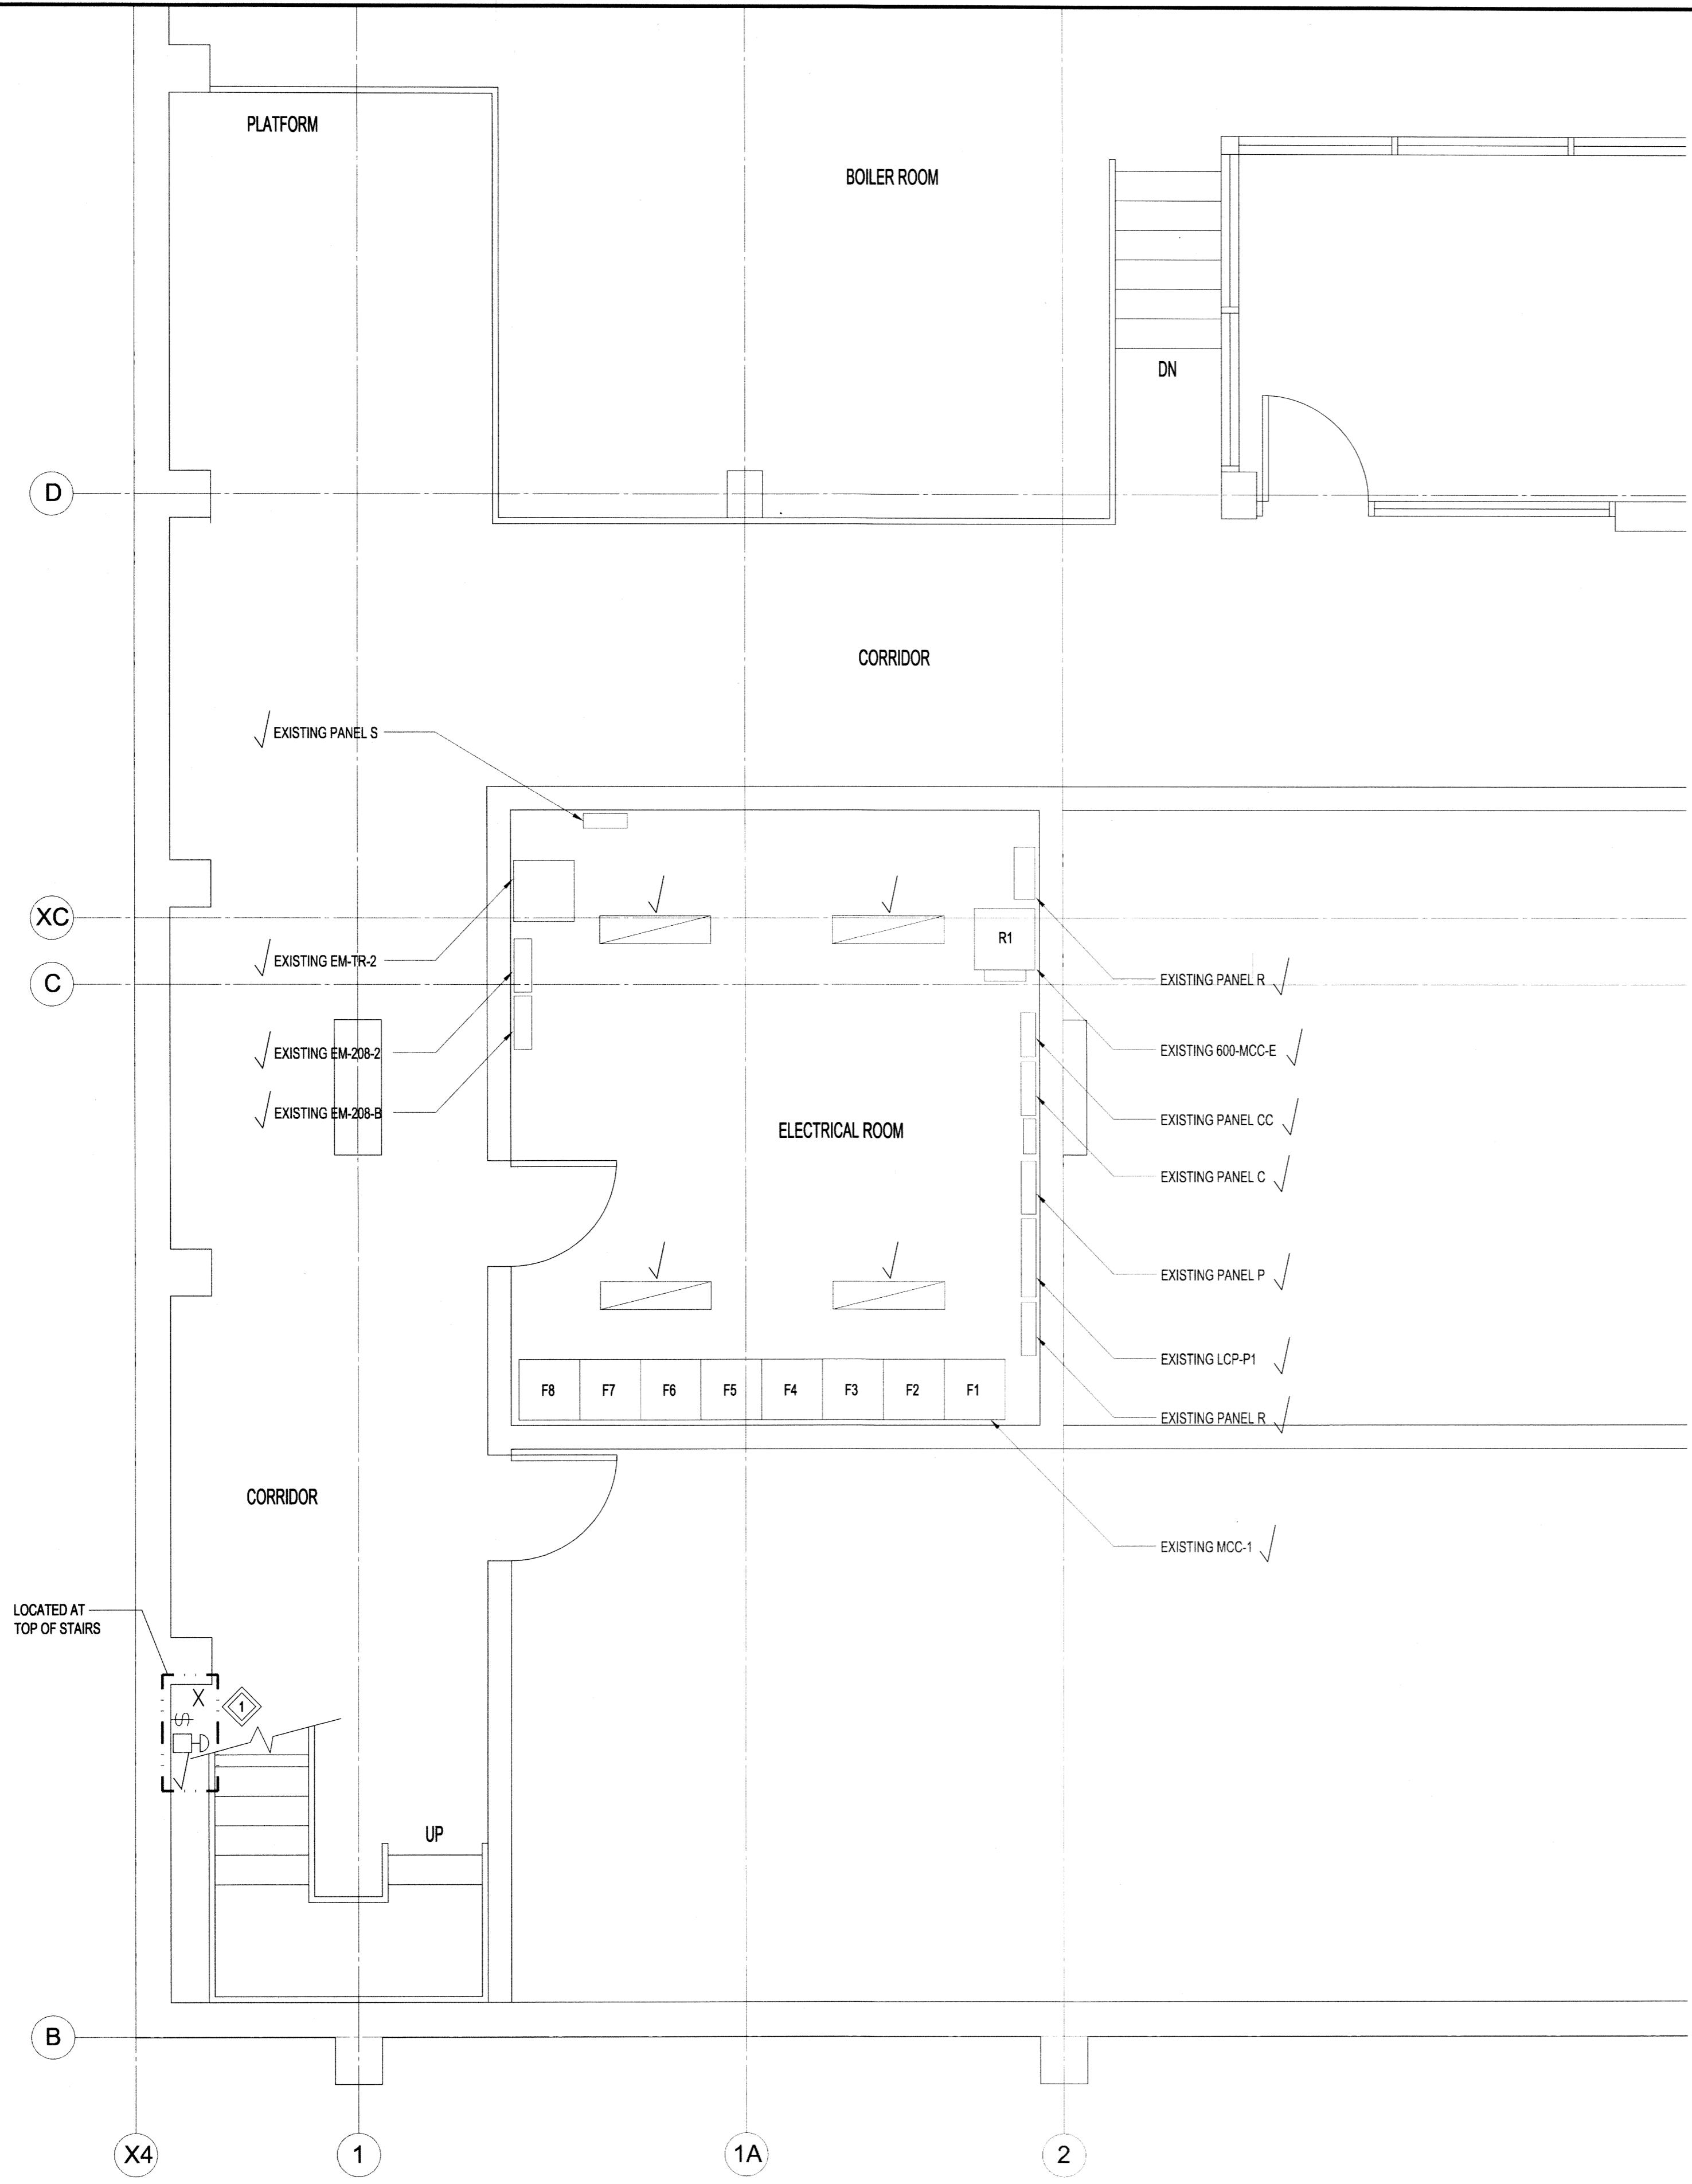 PLATFORM
BOILER ROOM
DN
D
CORRIDOR
EXISTING PANEL S
XC
R1
EXISTING EM-TR-2
EXISTING PANEL R
C
EXISTING 600-MCC-E
EXISTING EM-208-2
EXISTING EM-208-B
EXISTING PANEL CC
ELECTRICAL ROOM
EXISTING PANEL C
EXISTING PANEL P
EXISTING LCP-P1
F8 F7 F6 F5 F4 F3 F2 F1
EXISTING PANEL R
CORRIDOR
EXISTING MCC-1
LOCATED AT
TOP OF STAIRS
X
1
$
UP
B
X4 1 1A 2